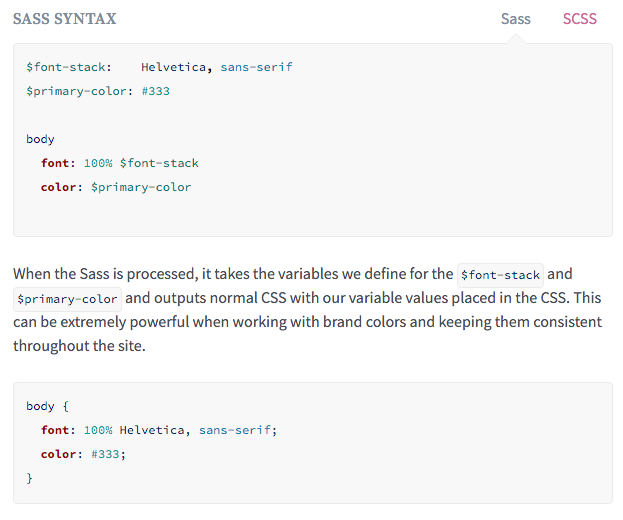 SASS SYNTAX Sass SCSS
$font-stack:    Helvetica, sans-serif
$primary-color: #333
body
  font: 100% $font-stack
  color: $primary-color
When the Sass is processed, it takes the variables we define for the $font-stack and
$primary-color and outputs normal CSS with our variable values placed in the CSS. This
can be extremely powerful when working with brand colors and keeping them consistent
throughout the site.
body {
  font: 100% Helvetica, sans-serif;
  color: #333;
}